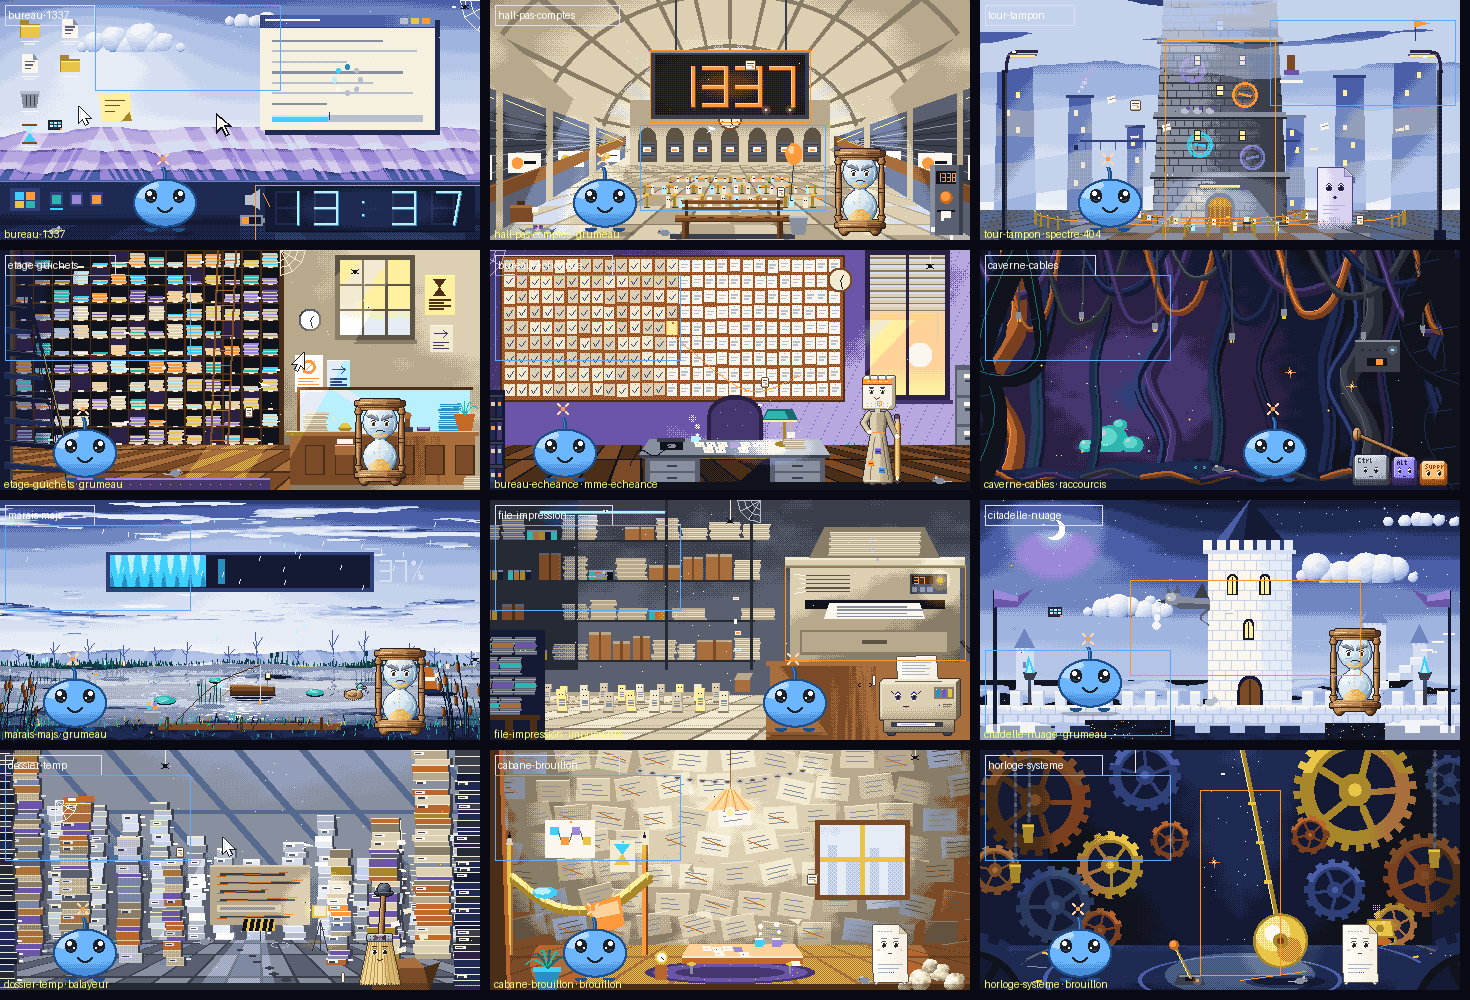 bureau-1337
13:37
bureau-1337
hall-pas-comptes
1337
1338
hall-pas-comptes·grumeau
tour-tampon
tour-tampon·spectre-404
etage-guichets
etage-guichets·grumeau
bureau-echeance·mme-echeance
caverne-cables
Ctrl
Alt
Suppr
caverne-cables·raccourcis
marais-majs
37%
marais-majs·grumeau
file-impression
file-impression
citadelle-nuage
citadelle-nuage·grumeau
dossier-temp
dossier-temp·balayeur
cabane-brouillon
cabane-brouillon·brouillon
horloge-systeme
horloge-systeme·brouillon